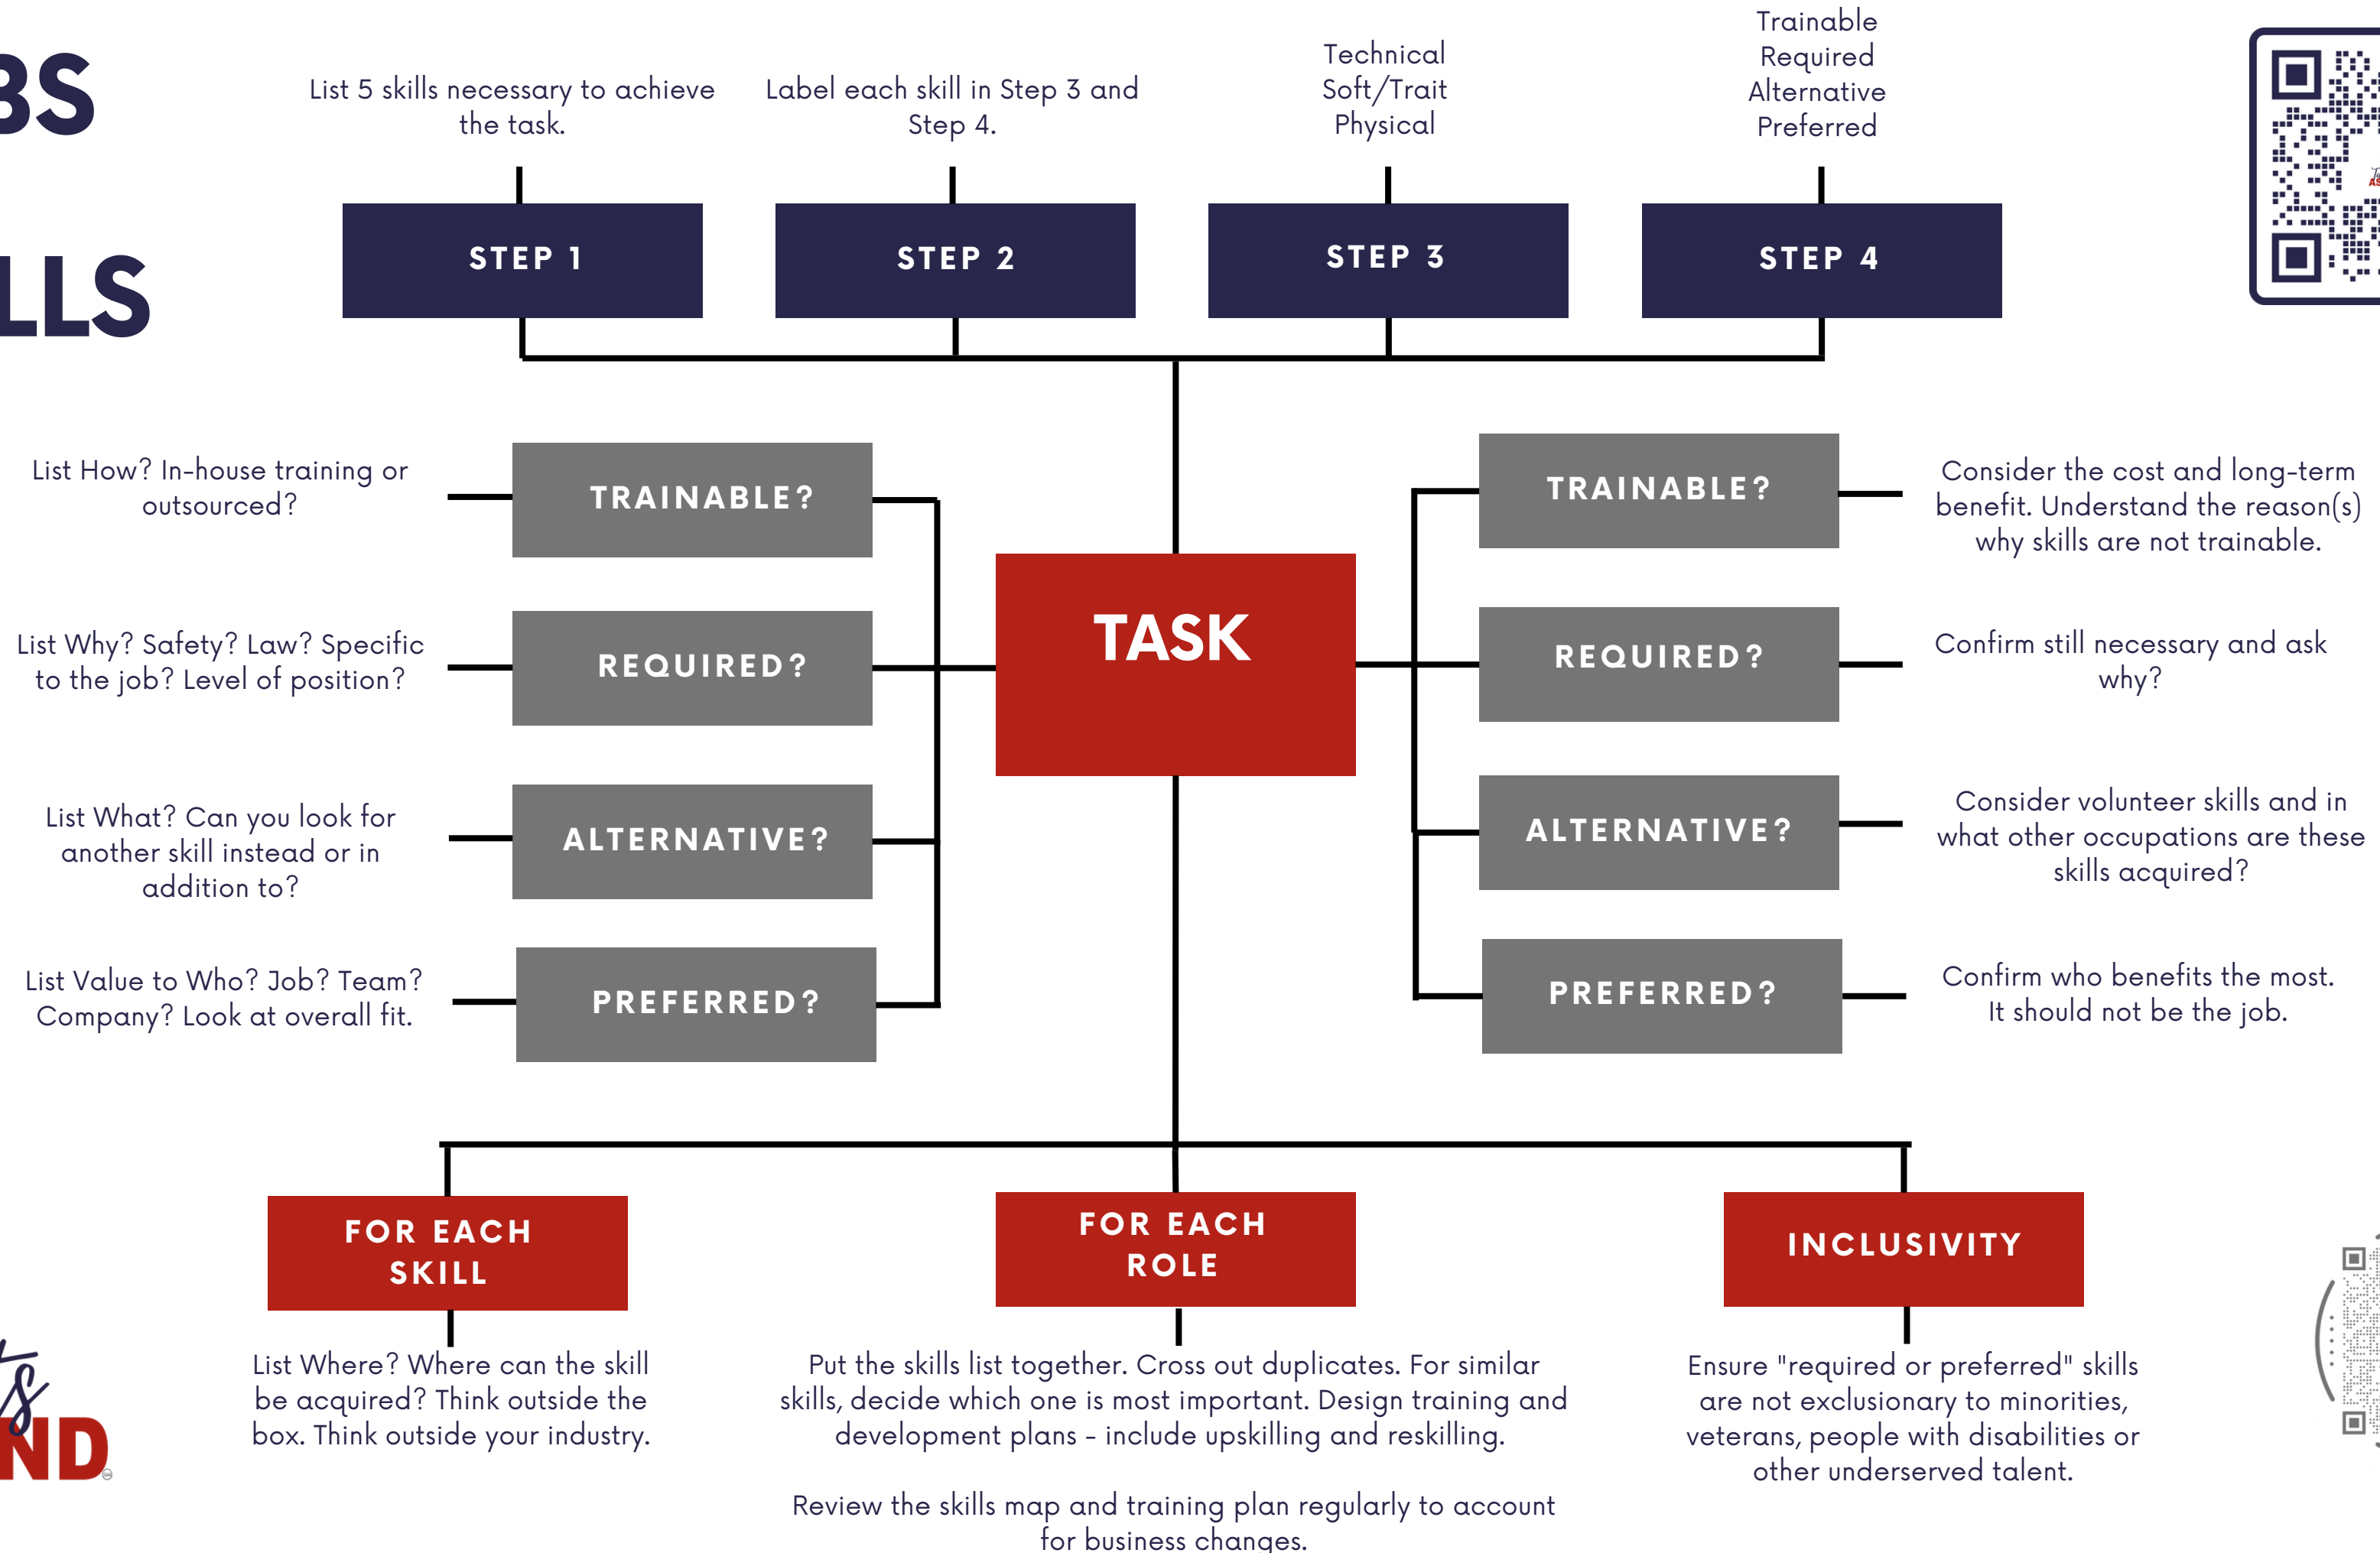 BS
LLS
List 5 skills necessary to achieve
the task.
Label each skill in Step 3 and
Step 4.
Technical
Soft/Trait
Physical
Trainable
Required
Alternative
Preferred
STEP 1
STEP 2
STEP 3
STEP 4
List How? In-house training or
outsourced?
TRAINABLE?
List Why? Safety? Law? Specific
to the job? Level of position?
REQUIRED?
List What? Can you look for
another skill instead or in
addition to?
ALTERNATIVE?
List Value to Who? Job? Team?
Company? Look at overall fit.
PREFERRED?
TASK
TRAINABLE?
Consider the cost and long-term
benefit. Understand the reason(s)
why skills are not trainable.
REQUIRED?
Confirm still necessary and ask
why?
ALTERNATIVE?
Consider volunteer skills and in
what other occupations are these
skills acquired?
PREFERRED?
Confirm who benefits the most.
It should not be the job.
FOR EACH
SKILL
List Where? Where can the skill
be acquired? Think outside the
box. Think outside your industry.
FOR EACH
ROLE
Put the skills list together. Cross out duplicates. For similar
skills, decide which one is most important. Design training and
development plans - include upskilling and reskilling.
Review the skills map and training plan regularly to account
for business changes.
INCLUSIVITY
Ensure "required or preferred" skills
are not exclusionary to minorities,
veterans, people with disabilities or
other underserved talent.
ND